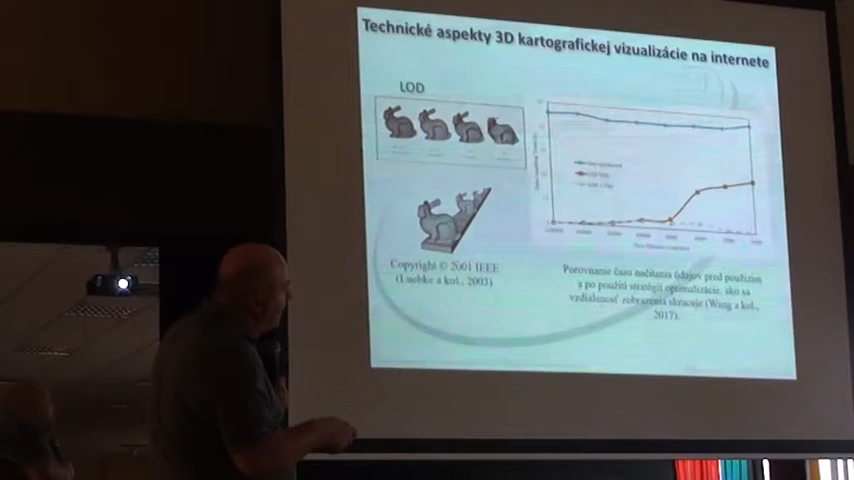 Technické aspekty 3D kartografickej vizualizácie na internete
LOD
Copyright © 2001 IEEE
(Luebke a kol., 2003)
Porovnanie času načítania údajov pred použitím
a po použití stratégií optimalizácie, ako sa
vzdialenosť zobrazenia skracuje (Wang a kol.,
2017).